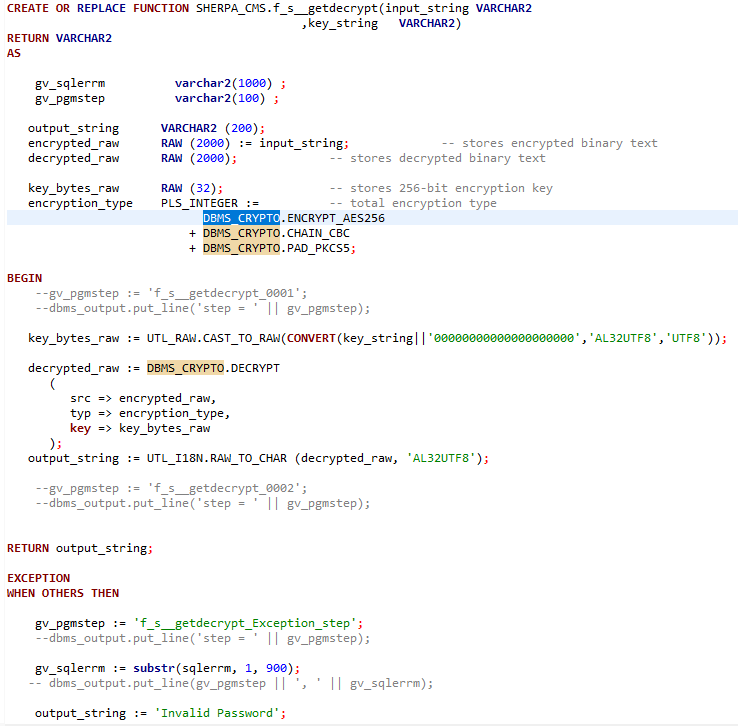 CREATE OR REPLACE FUNCTION SHERPA_CMS.f_s__getdecrypt(input_string VARCHAR2
,key_string VARCHAR2)
RETURN VARCHAR2
AS
gv_sqlerrm varchar2(1000) ;
gv_pgmstep varchar2(100) ;
output_string VARCHAR2 (200);
encrypted_raw RAW (2000) := input_string; -- stores encrypted binary text
decrypted_raw RAW (2000); -- stores decrypted binary text
key_bytes_raw RAW (32); -- stores 256-bit encryption key
encryption_type PLS_INTEGER := -- total encryption type
DBMS_CRYPTO.ENCRYPT_AES256
+ DBMS_CRYPTO.CHAIN_CBC
+ DBMS_CRYPTO.PAD_PKCS5;
BEGIN
--gv_pgmstep := 'f_s__getdecrypt_0001';
--dbms_output.put_line('step = ' || gv_pgmstep);
key_bytes_raw := UTL_RAW.CAST_TO_RAW(CONVERT(key_string||'00000000000000000000','AL32UTF8','UTF8'));
decrypted_raw := DBMS_CRYPTO.DECRYPT
(
src => encrypted_raw,
typ => encryption_type,
key => key_bytes_raw
);
output_string := UTL_I18N.RAW_TO_CHAR (decrypted_raw, 'AL32UTF8');
--gv_pgmstep := 'f_s__getdecrypt_0002';
--dbms_output.put_line('step = ' || gv_pgmstep);
RETURN output_string;
EXCEPTION
WHEN OTHERS THEN
gv_pgmstep := 'f_s__getdecrypt_Exception_step';
--dbms_output.put_line('step = ' || gv_pgmstep);
gv_sqlerrm := substr(sqlerrm, 1, 900);
-- dbms_output.put_line(gv_pgmstep || ', ' || gv_sqlerrm);
output_string := 'Invalid Password';